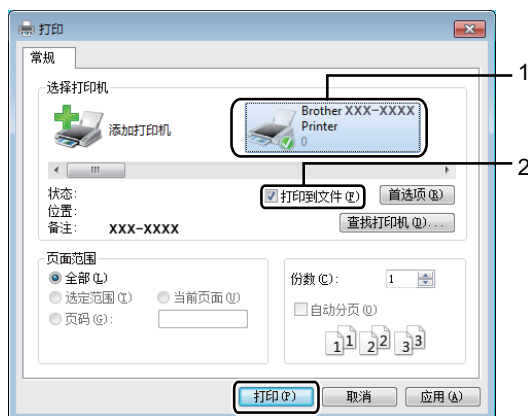 打印
常规
选择打印机
添加打印机
Brother XXX-XXXX
Printer
0
1
2
状态:
位置:
备注: XXX-XXXX
打印到文件(F)
首选项(R)
查找打印机(D)...
页面范围
全部(L)
选定范围(T) 当前页面(U)
页码(G):
份数(C): 1
自动分页(O)
11 22 33
打印(P) 取消 应用(A)